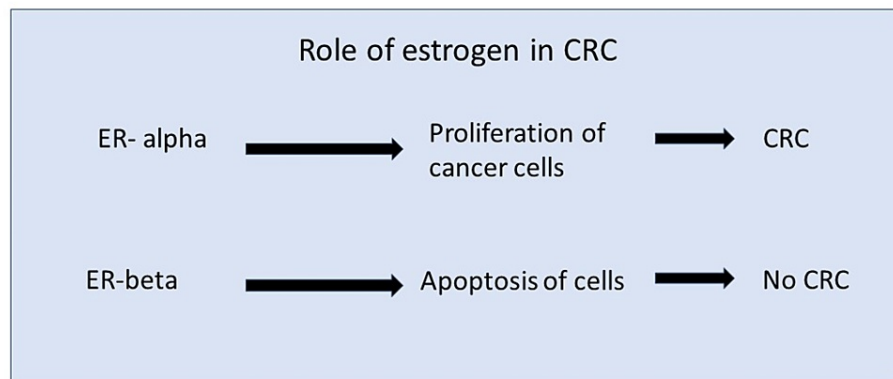 Role of estrogen in CRC
ER- alpha
Proliferation of
cancer cells
CRC
ER-beta
Apoptosis of cells
No CRC